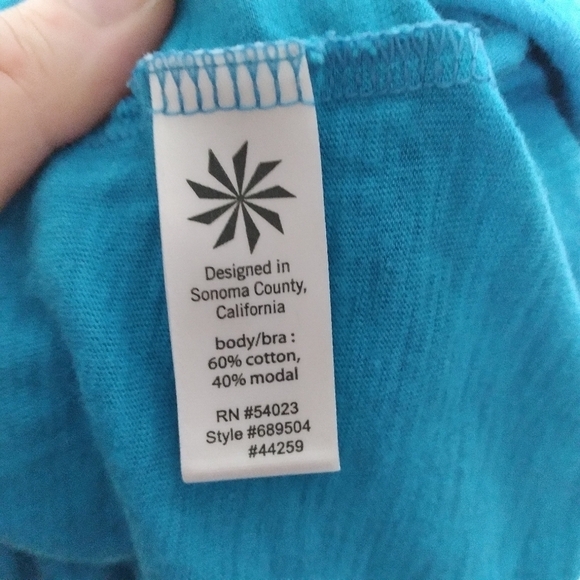 Designed in
Sonoma County,
California
body/bra :
60% cotton,
40% modal
RN #54023
Style #689504
#44259